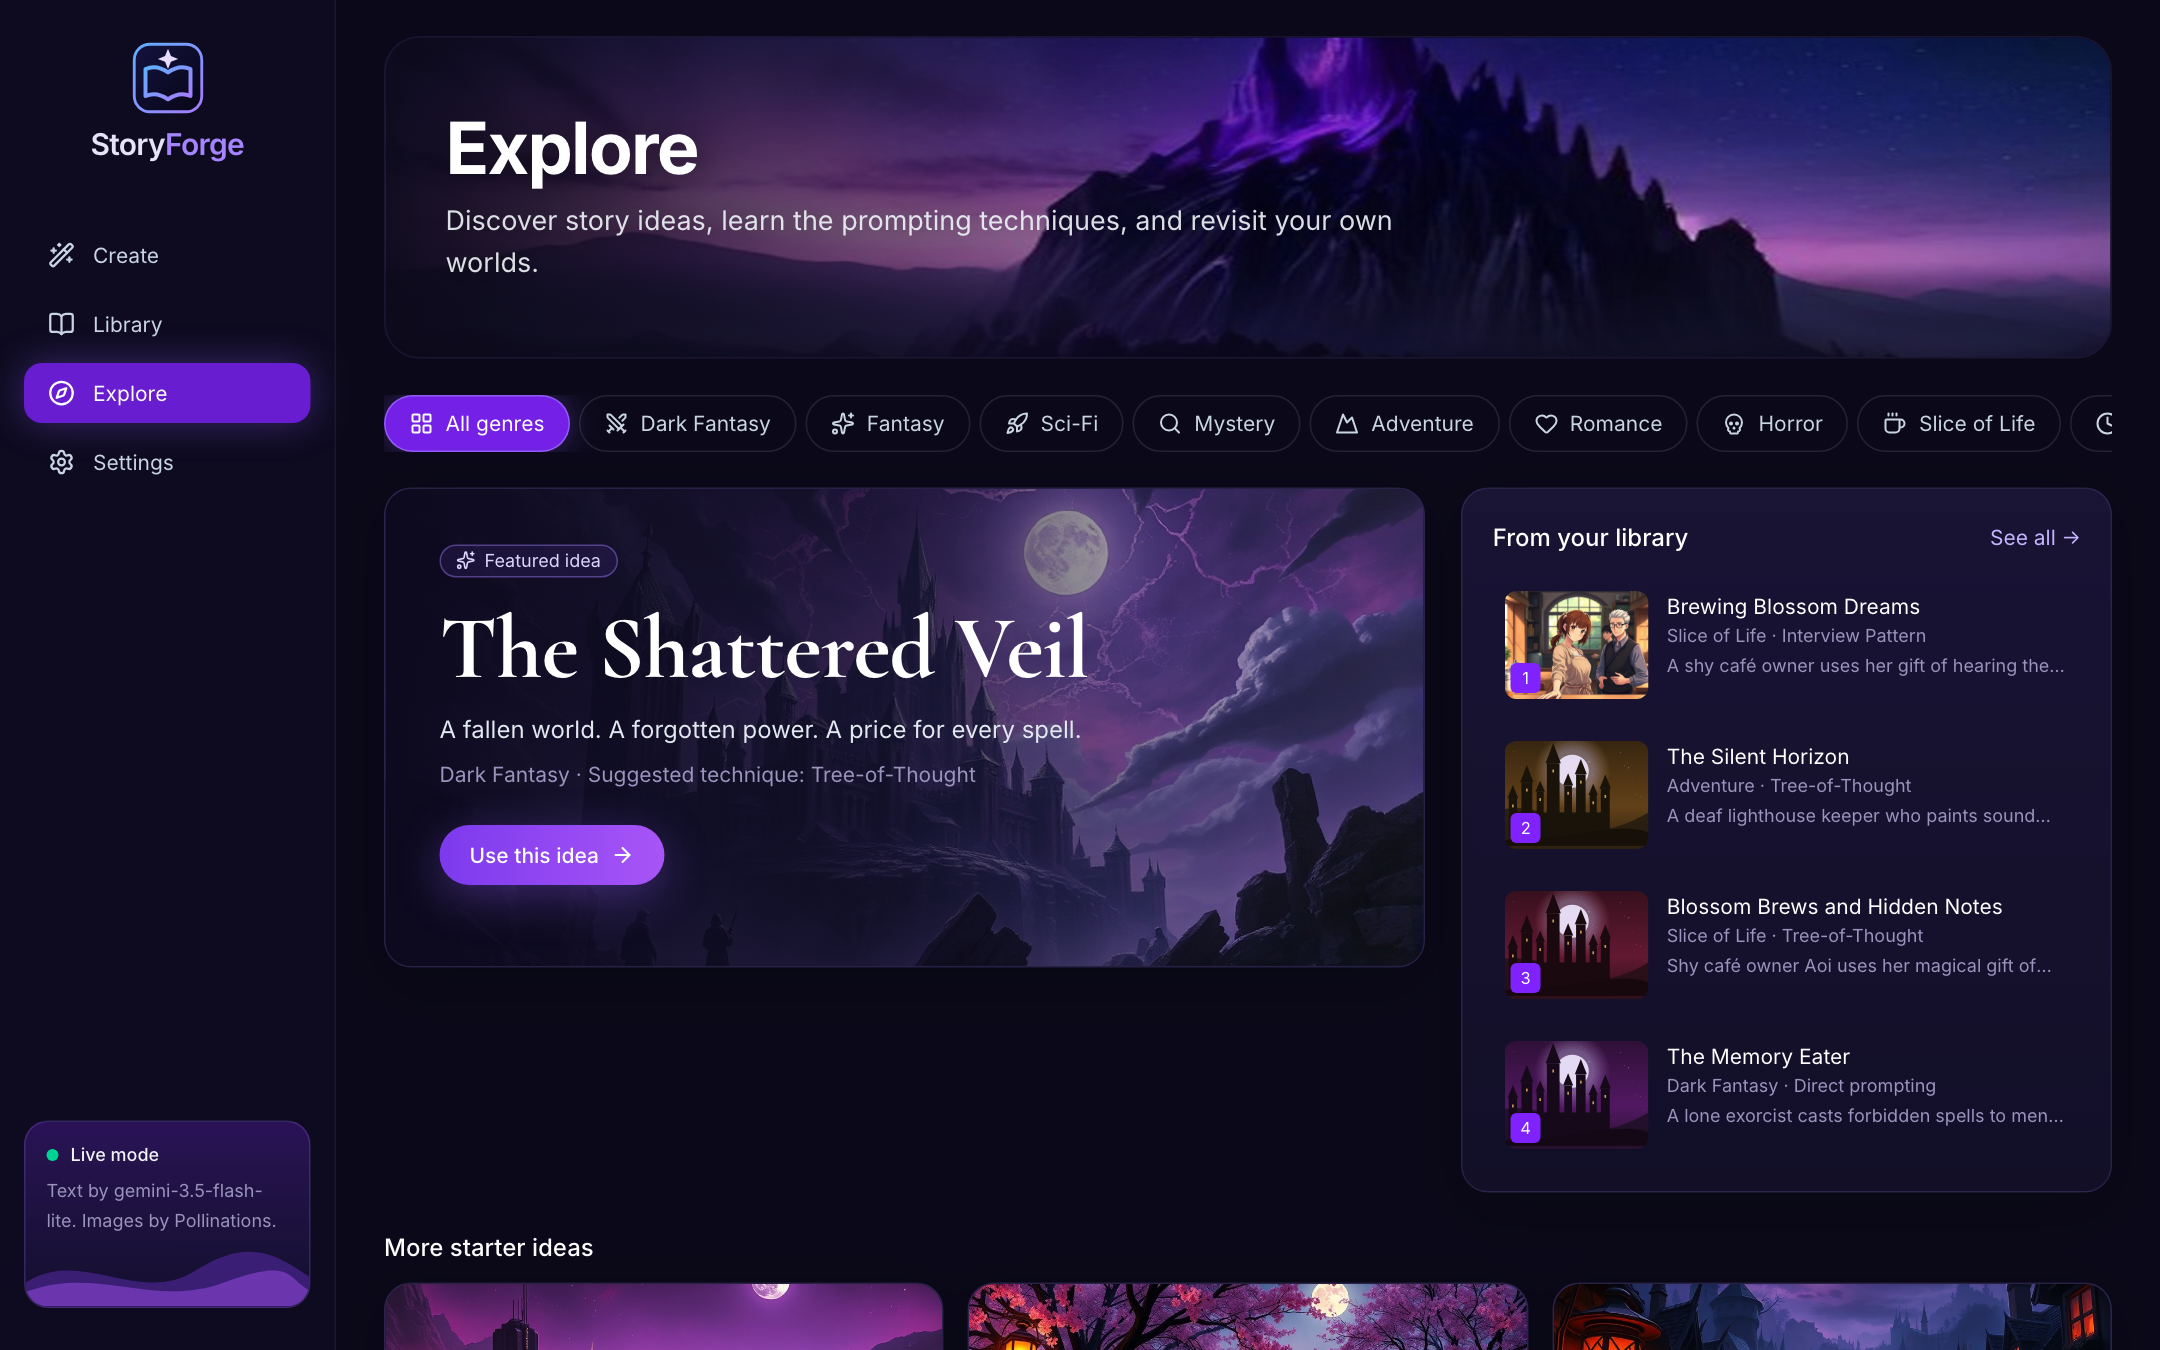 StoryForge
Create
Library
Explore
Settings
Live mode
Text by gemini-3.5-flash-
lite. Images by Pollinations.
Explore
Discover story ideas, learn the prompting techniques, and revisit your own
worlds.
All genres
Dark Fantasy
Fantasy
Sci-Fi
Mystery
Adventure
Romance
Horror
Slice of Life
Featured idea
The Shattered Veil
A fallen world. A forgotten power. A price for every spell.
Dark Fantasy · Suggested technique: Tree-of-Thought
Use this idea →
From your library
See all →
1
Brewing Blossom Dreams
Slice of Life · Interview Pattern
A shy café owner uses her gift of hearing the...
2
The Silent Horizon
Adventure · Tree-of-Thought
A deaf lighthouse keeper who paints sound...
3
Blossom Brews and Hidden Notes
Slice of Life · Tree-of-Thought
Shy café owner Aoi uses her magical gift of...
4
The Memory Eater
Dark Fantasy · Direct prompting
A lone exorcist casts forbidden spells to men...
More starter ideas